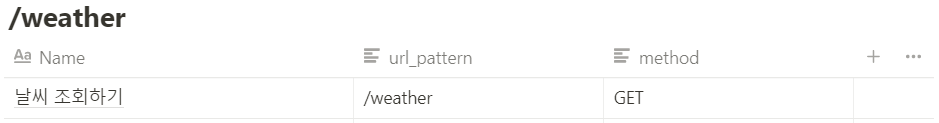 /weather
Aa Name url_pattern method + ...
날씨 조회하기 /weather GET